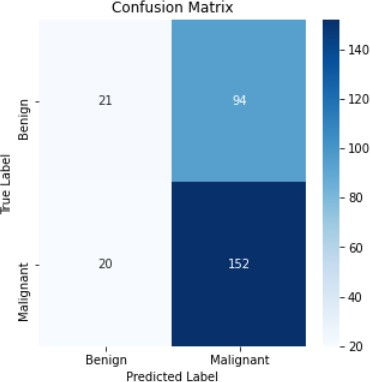 Confusion Matrix
True Label
Benign
21
94
Malignant
20
152
Benign
Malignant
Predicted Label
140
120
100
80
60
40
20